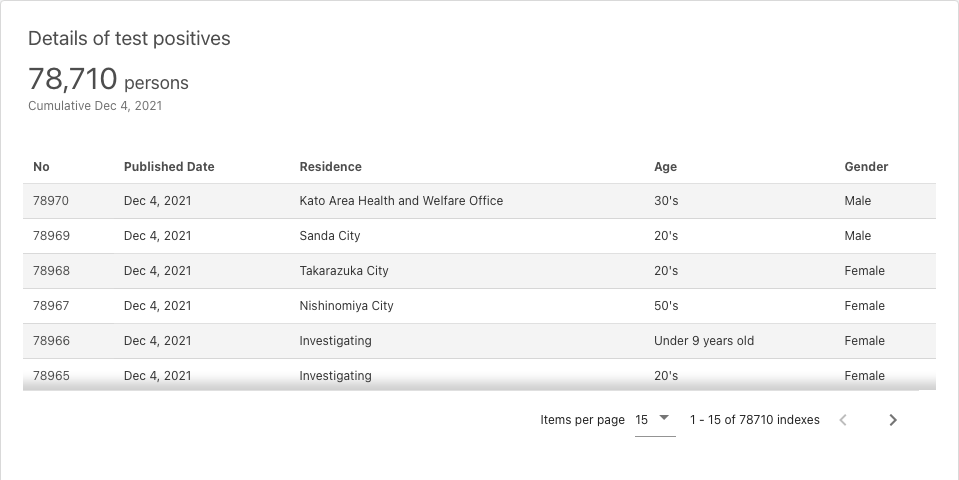 Details of test positives
78,710 persons
Cumulative Dec 4, 2021
No Published Date Residence Age Gender
78970 Dec 4, 2021 Kato Area Health and Welfare Office 30's Male
78969 Dec 4, 2021 Sanda City 20's Male
78968 Dec 4, 2021 Takarazuka City 20's Female
78967 Dec 4, 2021 Nishinomiya City 50's Female
78966 Dec 4, 2021 Investigating Under 9 years old Female
78965 Dec 4, 2021 Investigating 20's Female
Items per page 15 1 - 15 of 78710 indexes